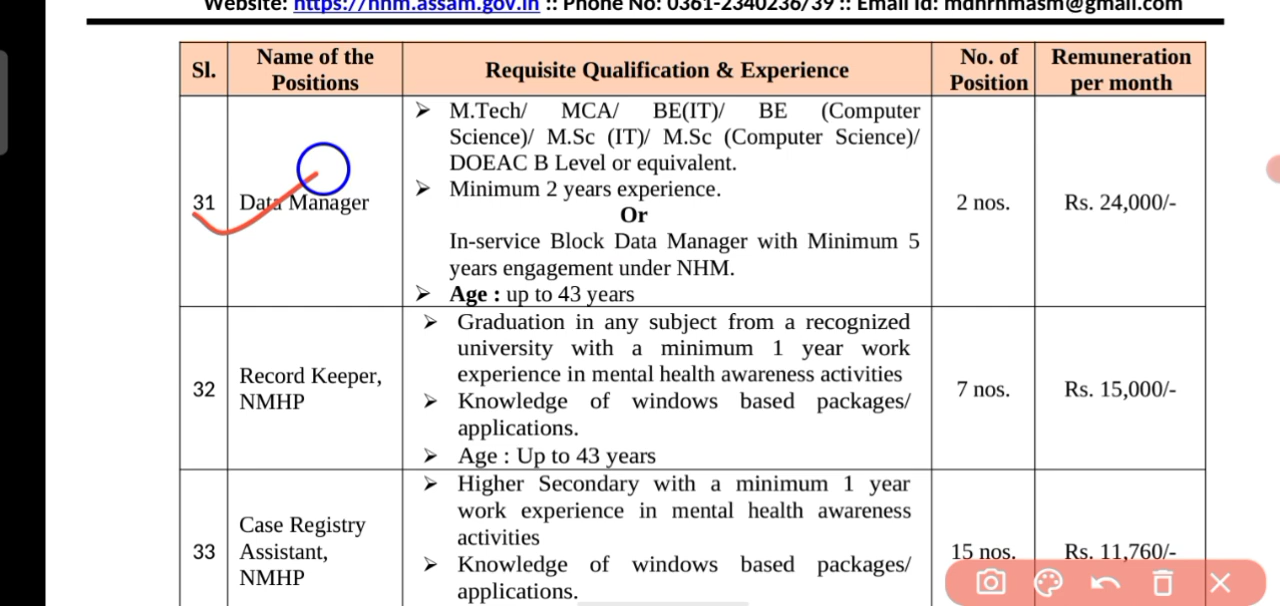 Website: https://nhm.assam.gov.in :: Phone No: 0361-2340236/39 :: Email id: mdnrhmasm@gmail.com
Sl.
Name of the
Positions
Requisite Qualification & Experience
No. of
Position
Remuneration
per month
31
Data Manager
➢ M.Tech/ MCA/ BE(IT)/ BE (Computer
Science)/ M.Sc (IT)/ M.Sc (Computer Science)/
DOEAC B Level or equivalent.
➢ Minimum 2 years experience.
Or
In-service Block Data Manager with Minimum 5
years engagement under NHM.
➢ Age : up to 43 years
2 nos.
Rs. 24,000/-
32
Record Keeper,
NMHP
➢ Graduation in any subject from a recognized
university with a minimum 1 year work
experience in mental health awareness activities
➢ Knowledge of windows based packages/
applications.
➢ Age : Up to 43 years
7 nos.
Rs. 15,000/-
33
Case Registry
Assistant,
NMHP
➢ Higher Secondary with a minimum 1 year
work experience in mental health awareness
activities
➢ Knowledge of windows based packages/
applications.
15 nos.
Rs. 11,760/-